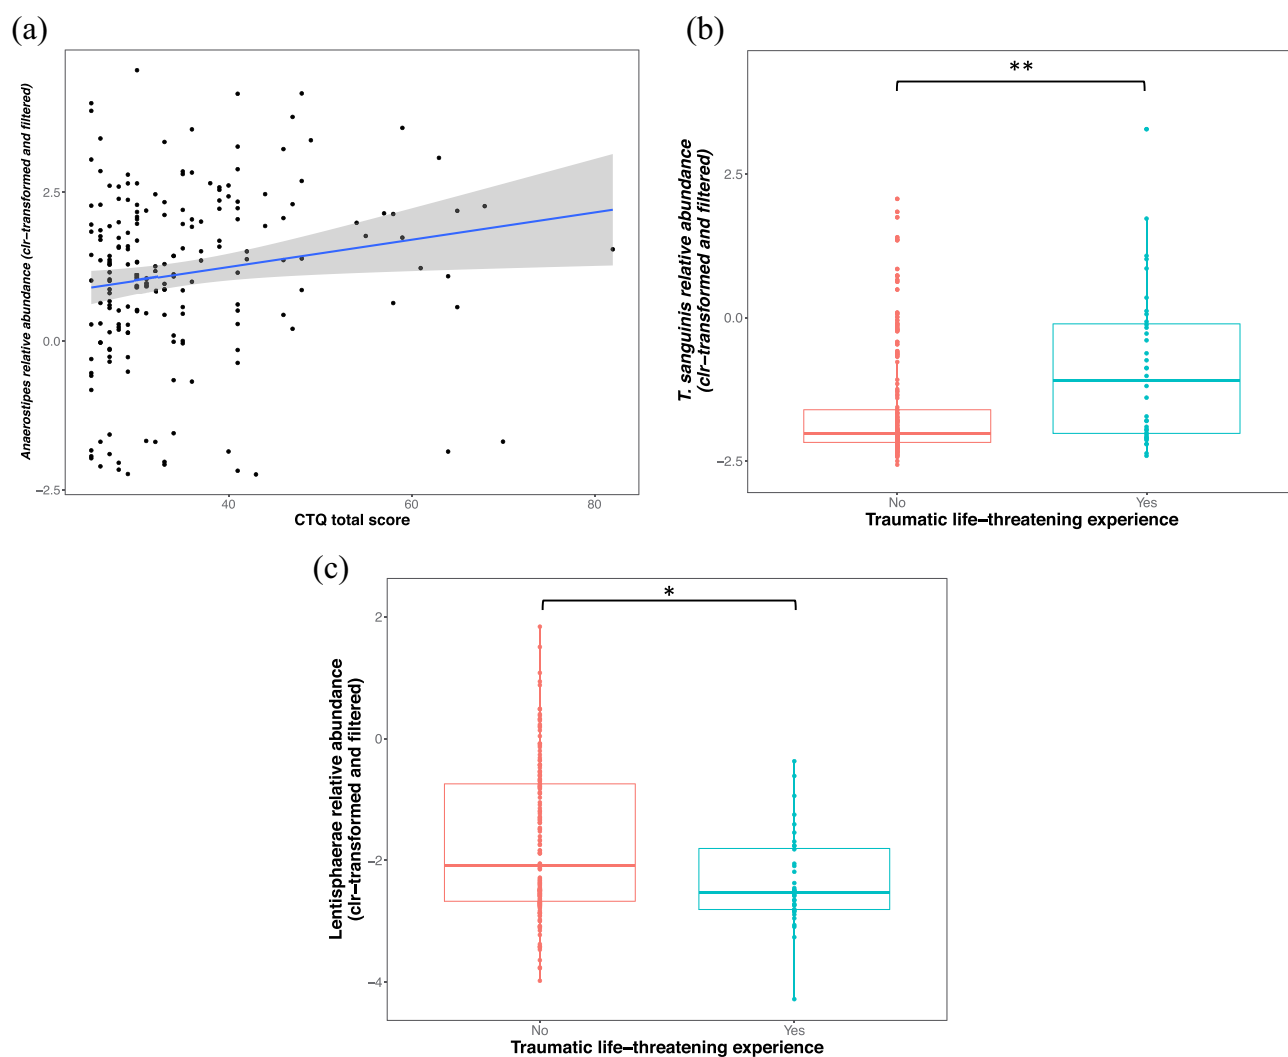 (a)
Anaerostipes relative abundance (clr−transformed and filtered)
2.5
0.0
−2.5
40
60
80
CTQ total score
(b)
**
T. sanguinis relative abundance
(clr−transformed and filtered)
2.5
0.0
−2.5
No
Yes
Traumatic life−threatening experience
(c)
*
Lentisphaerae relative abundance
(clr−transformed and filtered)
2
0
−2
−4
No
Yes
Traumatic life−threatening experience